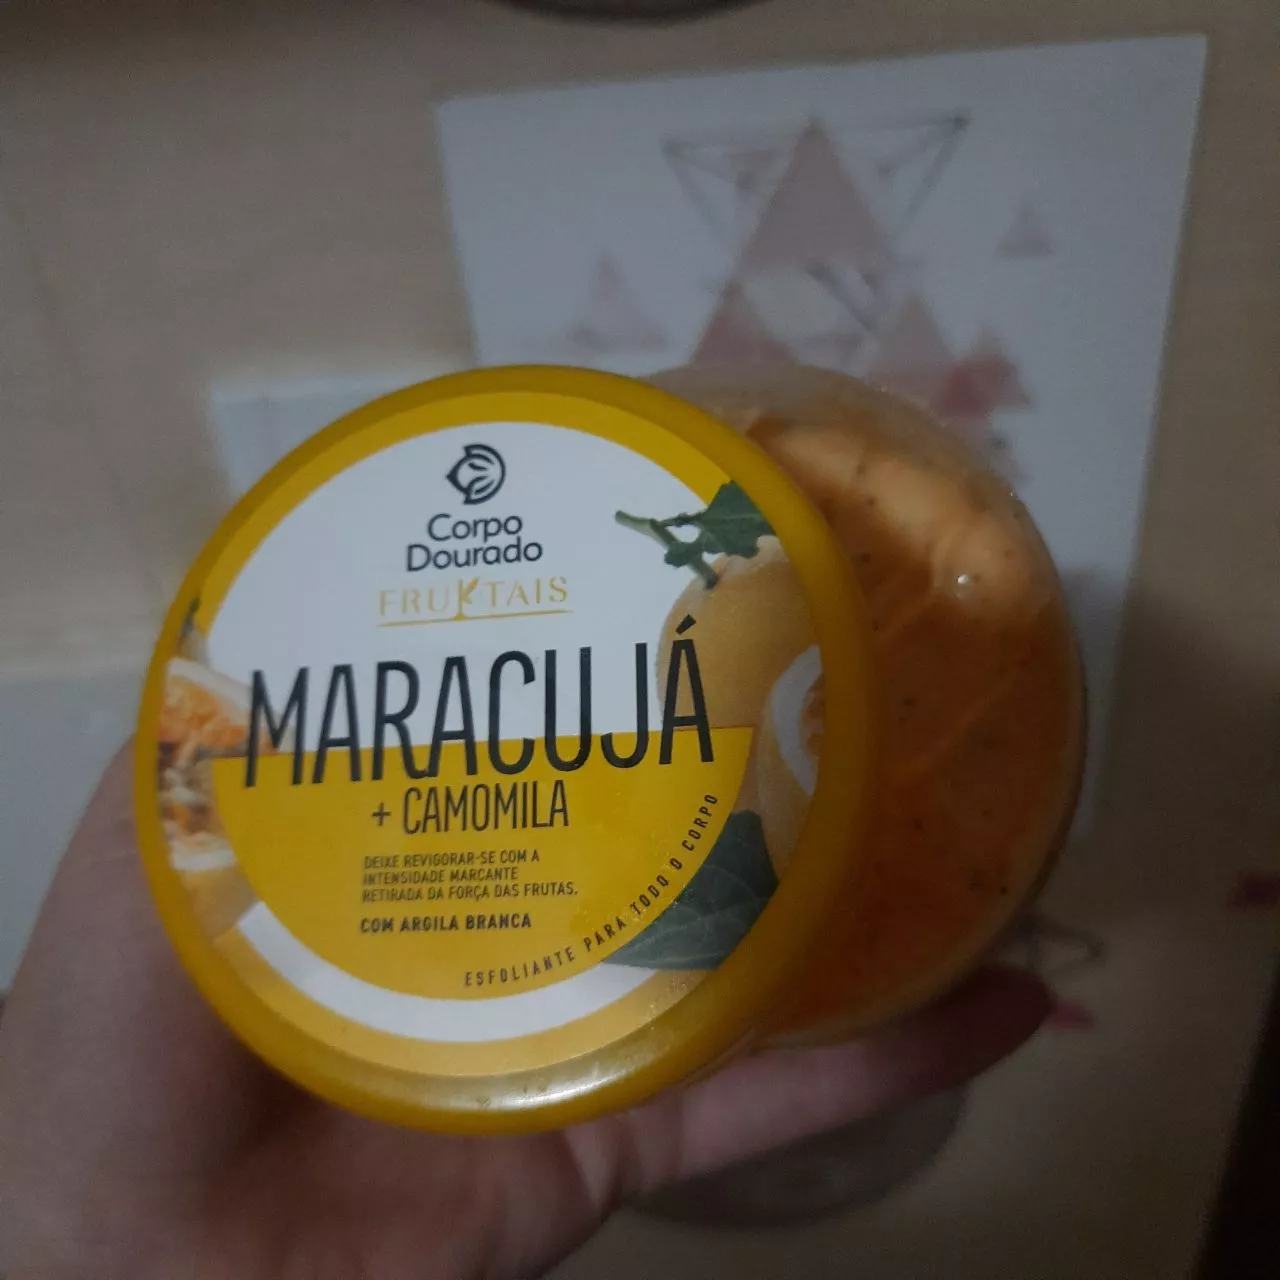 Corpo
Dourado
FRUKTAIS
MARACUJÁ
+ CAMOMILA
DEIXE REVIGORAR-SE COM A
INTENSIDADE MARCANTE
RETIRADA DA FORÇA DAS FRUTAS.
COM ARGILA BRANCA
ESFOLIANTE PARA TODO O CORPO